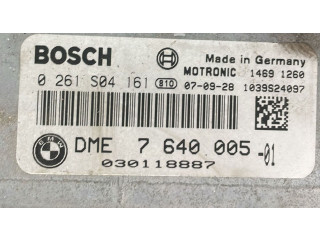 BOSCH
Made in Germany
MOTRONIC 1469 1260
0 261 S04 161 810 07-09-28 1039S24097
BMW
DME 7 640 005 -01
030118887